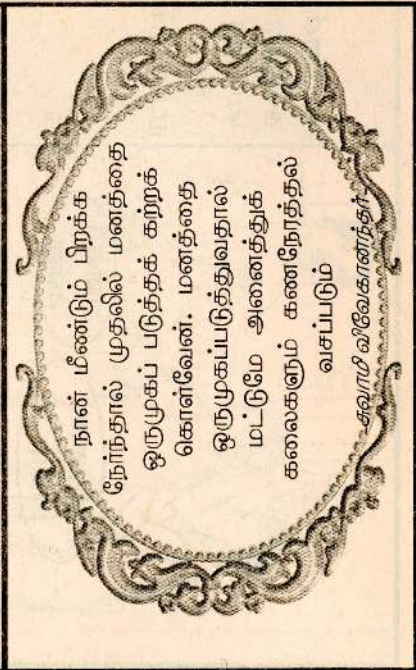 நான் மீண்டும் பிறக்க
நேர்ந்தால் முதலில் மனத்தை
ஒருமுகப் படுத்தக் கற்றுக்
கொள்வேன். மனத்தை
ஒருமுகப்படுத்துவதால்
மட்டுமே அனைத்துக்
கலைகளும் கணநேரத்தில்
வசப்படும்
-சுவாமி விவேகானந்தர்-